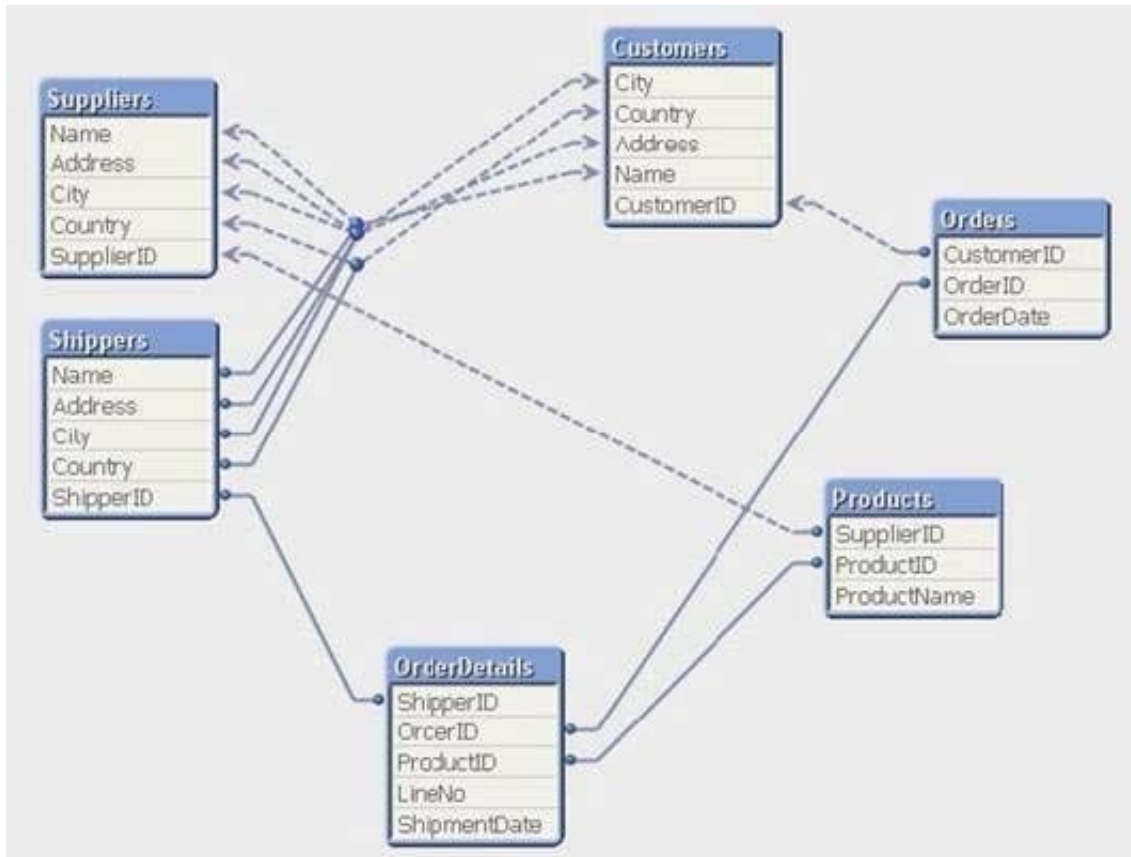 Suppliers
Name
Address
City
Country
SupplierID
Customers
City
Country
Address
Name
CustomerID
Orders
CustomerID
OrderID
OrderDate
Shippers
Name
Address
City
Country
ShipperID
Products
SupplierID
ProductID
ProductName
OrderDetails
ShipperID
OrcerID
ProductID
LineNo
ShipmentDate